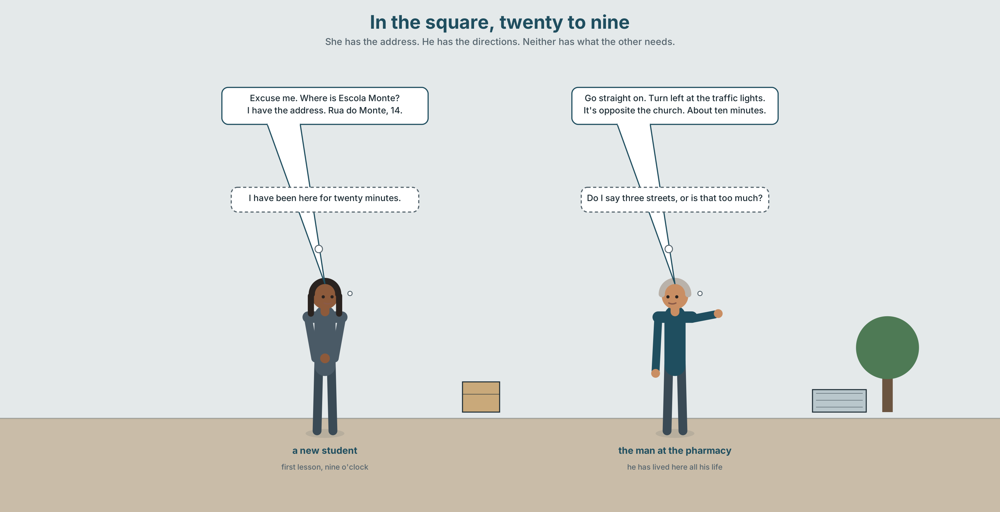 In the square, twenty to nine
She has the address. He has the directions. Neither has what the other needs.
Excuse me. Where is Escola Monte?
I have the address. Rua do Monte, 14.
I have been here for twenty minutes.
Go straight on. Turn left at the traffic lights.
It's opposite the church. About ten minutes.
Do I say three streets, or is that too much?
a new student
first lesson, nine o'clock
the man at the pharmacy
he has lived here all his life